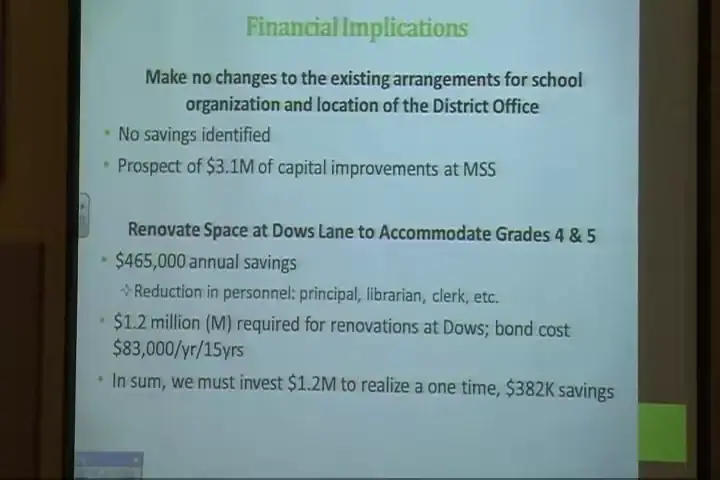 Financial Implications
Make no changes to the existing arrangements for school
organization and location of the District Office
• No savings identified
• Prospect of $3.1M of capital improvements at MSS
Renovate Space at Dows Lane to Accommodate Grades 4 & 5
• $465,000 annual savings
✧Reduction in personnel: principal, librarian, clerk, etc.
• $1.2 million (M) required for renovations at Dows; bond cost
$83,000/yr/15yrs
• In sum, we must invest $1.2M to realize a one time, $382K savings